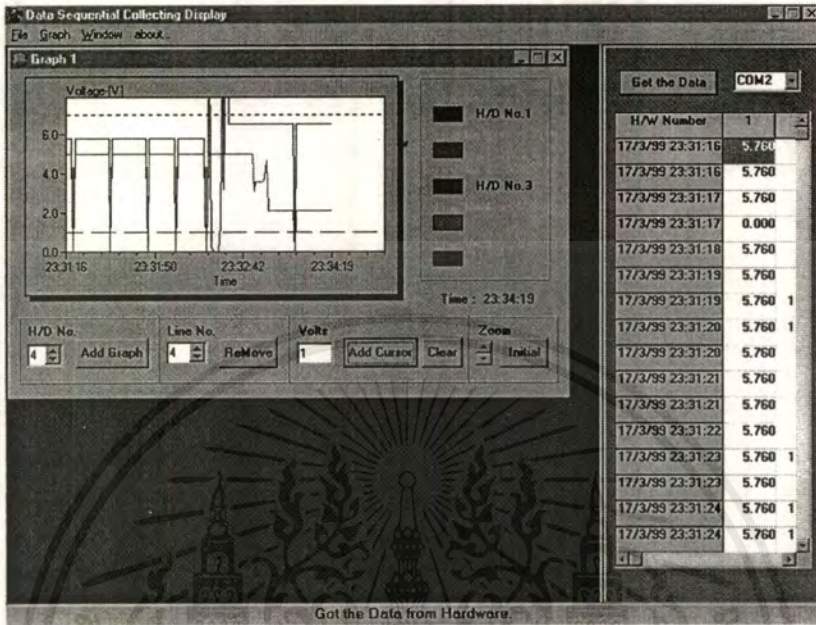 Data Sequential Collecting Display
File Graph Window about..
Graph 1
Voltage [V]
6.0
4.0
2.0
0.0
23:31:16 23:31:50 23:32:42 23:34:19
Time
H/D No.1
H/D No.3
Time : 23:34:19
H/D No. Line No. Volts Zoom
4 Add Graph 4 ReMove 1 Add Cursor Clear Initial
Get the Data COM2
H/W Number 1
17/3/99 23:31:16 5.760
17/3/99 23:31:16 5.760
17/3/99 23:31:17 5.760
17/3/99 23:31:17 0.000
17/3/99 23:31:18 5.760
17/3/99 23:31:19 5.760
17/3/99 23:31:19 5.760 1
17/3/99 23:31:20 5.760 1
17/3/99 23:31:20 5.760
17/3/99 23:31:21 5.760
17/3/99 23:31:21 5.760
17/3/99 23:31:22 5.760
17/3/99 23:31:23 5.760 1
17/3/99 23:31:23 5.760
17/3/99 23:31:24 5.760 1
17/3/99 23:31:24 5.760 1
Got the Data from Hardware.